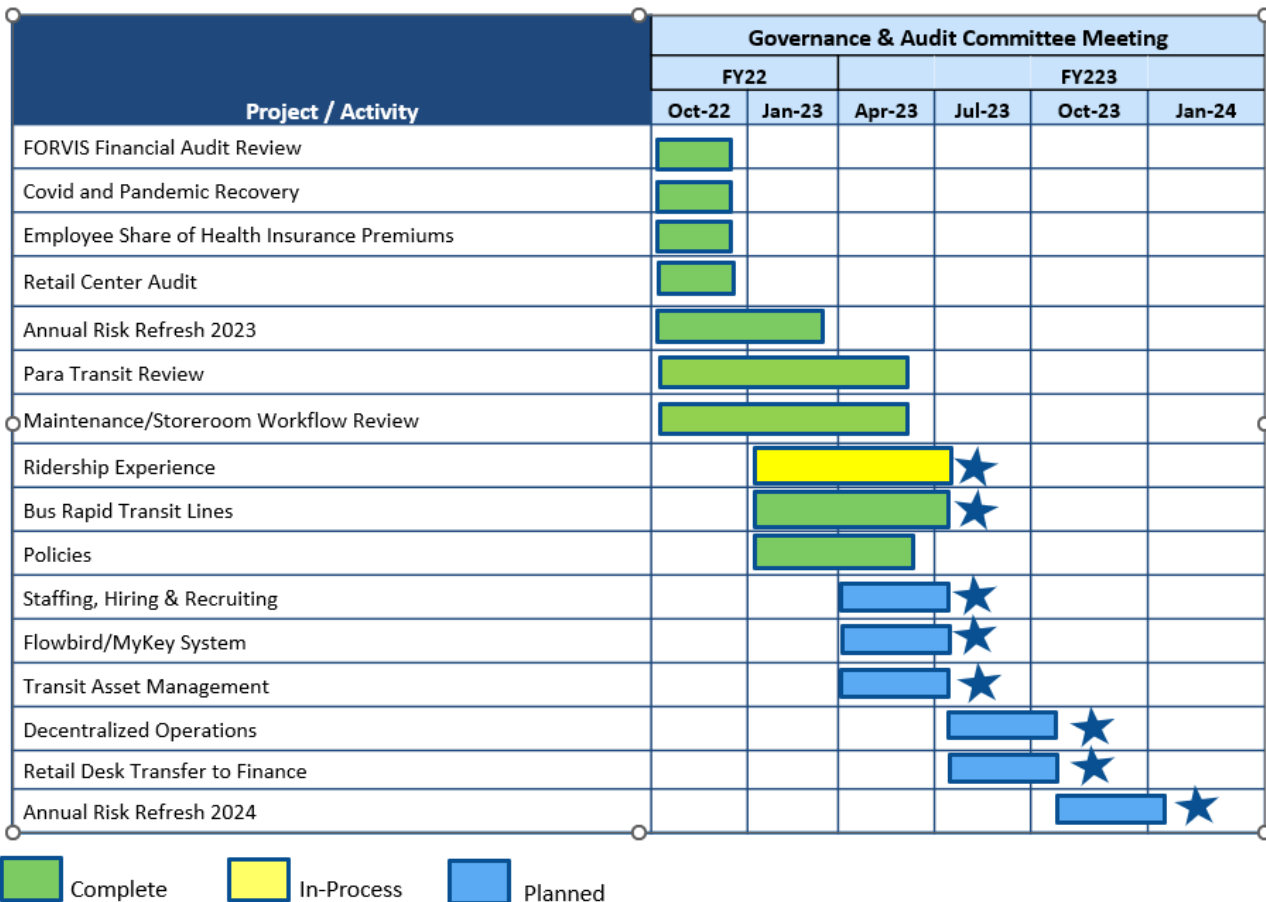 Governance & Audit Committee Meeting
FY22 FY223
Project / Activity Oct-22 Jan-23 Apr-23 Jul-23 Oct-23 Jan-24
FORVIS Financial Audit Review
Covid and Pandemic Recovery
Employee Share of Health Insurance Premiums
Retail Center Audit
Annual Risk Refresh 2023
Para Transit Review
Maintenance/Storeroom Workflow Review
Ridership Experience
Bus Rapid Transit Lines
Policies
Staffing, Hiring & Recruiting
Flowbird/MyKey System
Transit Asset Management
Decentralized Operations
Retail Desk Transfer to Finance
Annual Risk Refresh 2024
Complete In-Process Planned